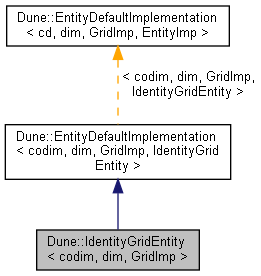 Dune::EntityDefaultImplementation
< cd, dim, GridImp, EntityImp >
< codim, dim, GridImp,
IdentityGridEntity >
Dune::EntityDefaultImplementation
< codim, dim, GridImp, IdentityGrid
Entity >
Dune::IdentityGridEntity
< codim, dim, GridImp >